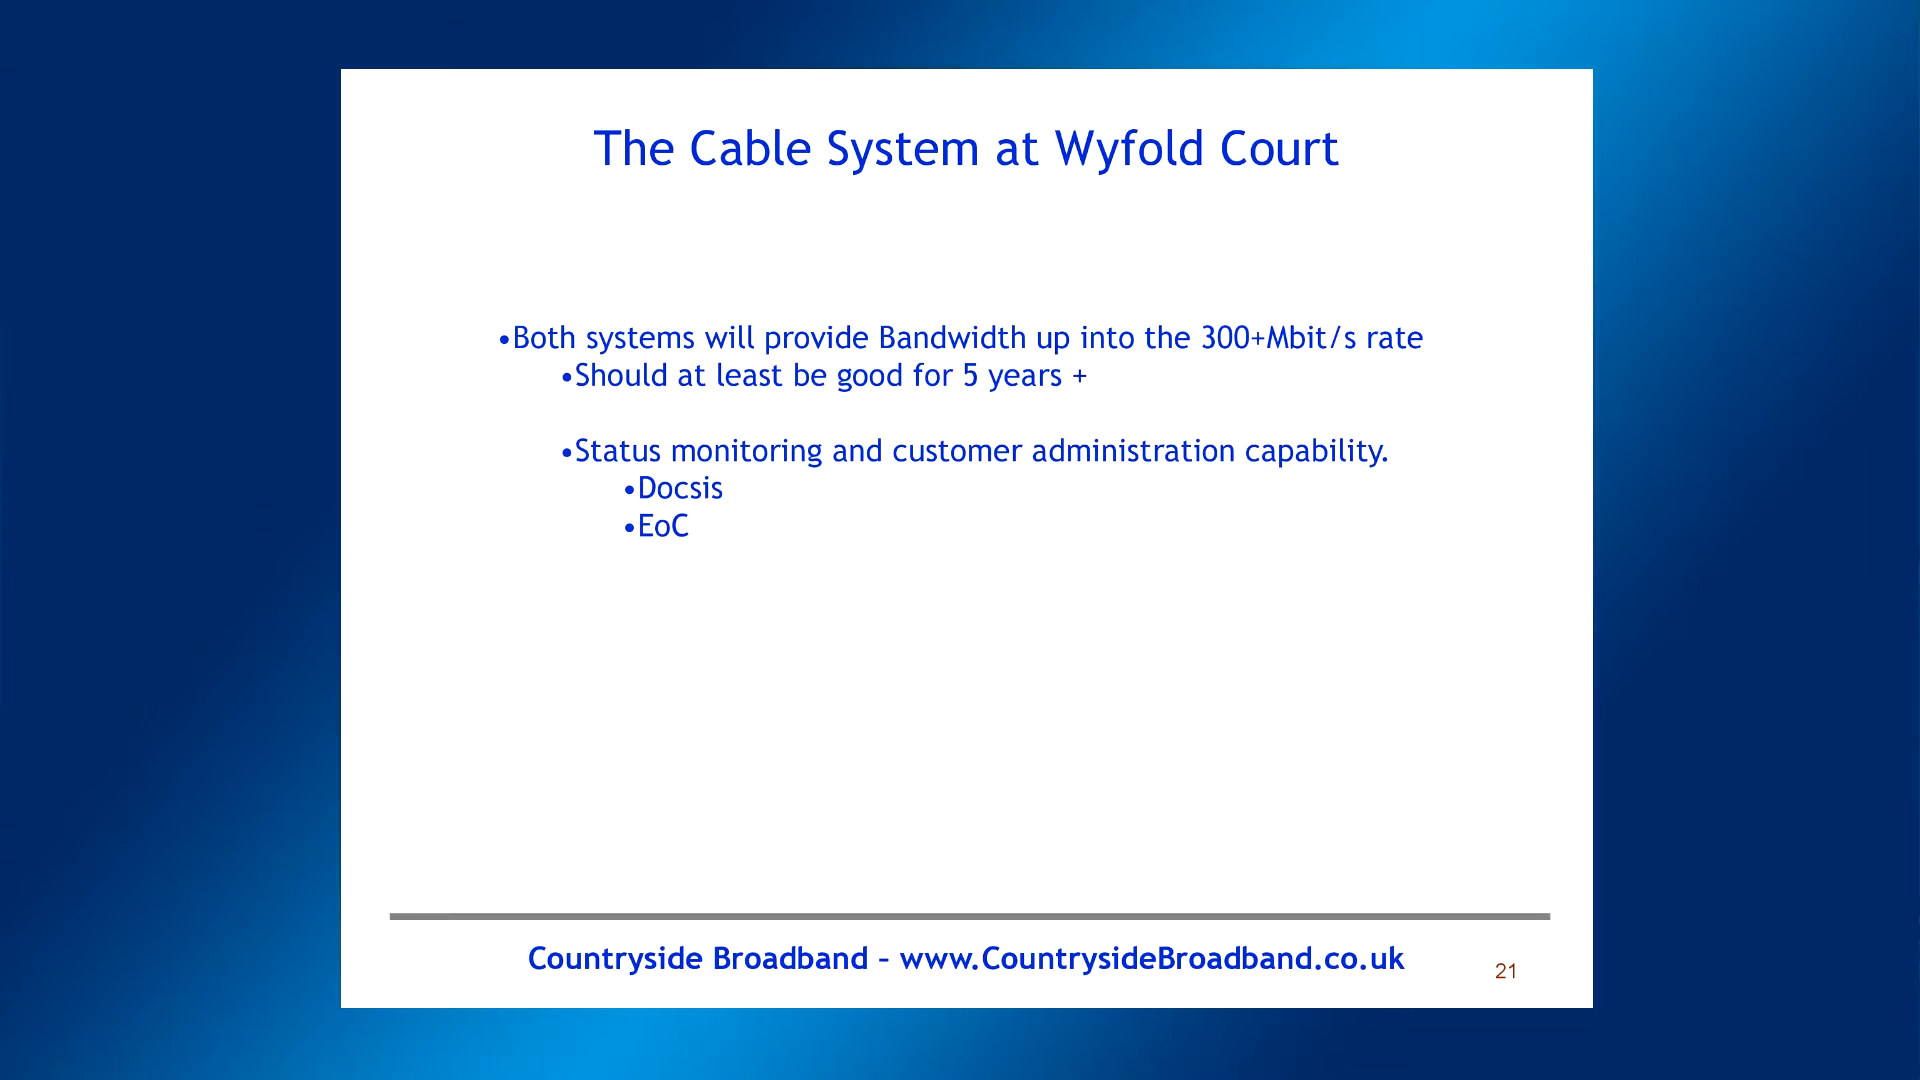 The Cable System at Wyfold Court
•Both systems will provide Bandwidth up into the 300+Mbit/s rate
•Should at least be good for 5 years +
•Status monitoring and customer administration capability.
•Docsis
•EoC
Countryside Broadband – www.CountrysideBroadband.co.uk
21